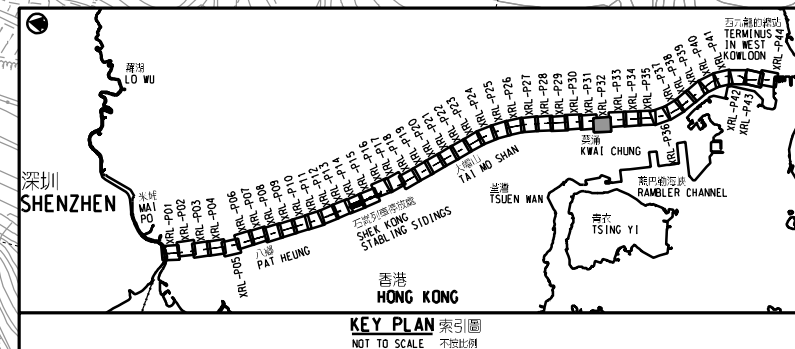 羅湖
LO WU
深圳
SHENZHEN
米埔
MAI
PO
XRL-P01
XRL-P02
XRL-P03
XRL-P04
XRL-P05
XRL-P06
XRL-P07
XRL-P08
XRL-P09
XRL-P10
XRL-P11
XRL-P12
XRL-P13
XRL-P14
XRL-P15
XRL-P16
XRL-P17
XRL-P18
XRL-P19
XRL-P20
XRL-P21
XRL-P22
XRL-P23
XRL-P24
XRL-P25
XRL-P26
XRL-P27
XRL-P28
XRL-P29
XRL-P30
XRL-P31
XRL-P32
XRL-P33
XRL-P34
XRL-P35
XRL-P36
XRL-P37
XRL-P38
XRL-P39
XRL-P40
XRL-P41
XRL-P42
XRL-P43
XRL-P44
西九龍的總站
TERMINUS
IN WEST
KOWLOON
八鄉
PAT HEUNG
SHEK KONG
STABLING SIDINGS
大帽山
TAI MO SHAN
葵涌
KWAI CHUNG
荃灣
TSUEN WAN
藍巴勒海峽
RAMBLER CHANNEL
青衣
TSING YI
香港
HONG KONG
KEY PLAN 索引圖
NOT TO SCALE 不按比例